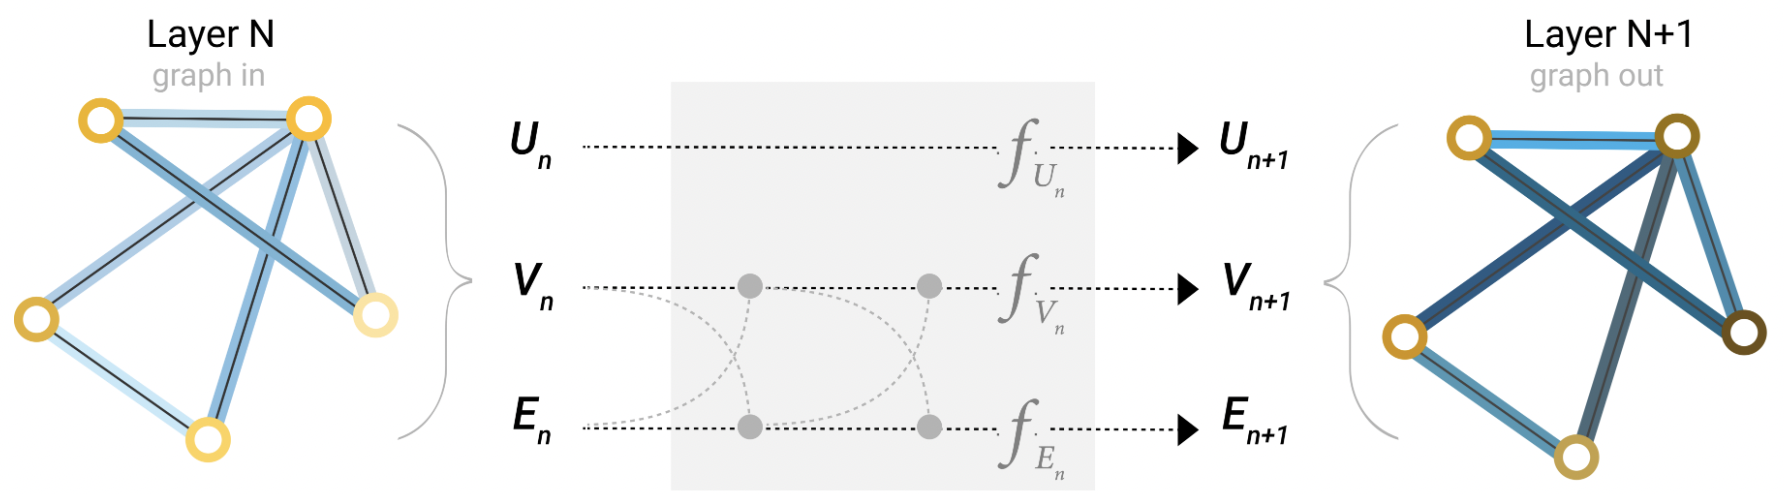 Layer N
graph in
Layer N+1
graph out
U_n
f_{U_n}
U_{n+1}
V_n
f_{V_n}
V_{n+1}
E_n
f_{E_n}
E_{n+1}